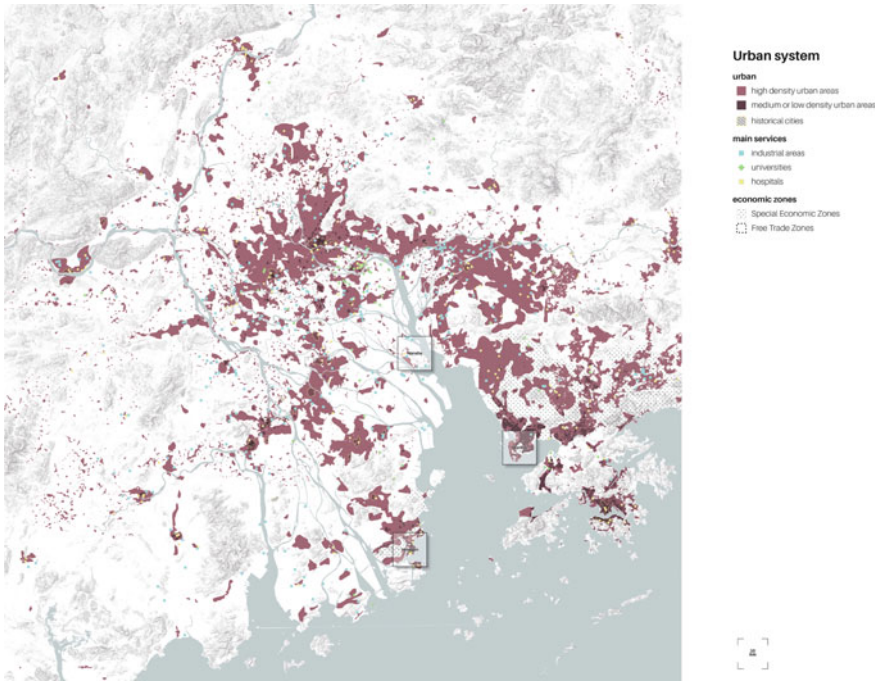 Urban system
urban
high density urban areas
medium or low density urban areas
historical cities
main services
industrial areas
universities
hospitals
economic zones
Special Economic Zones
Free Trade Zones